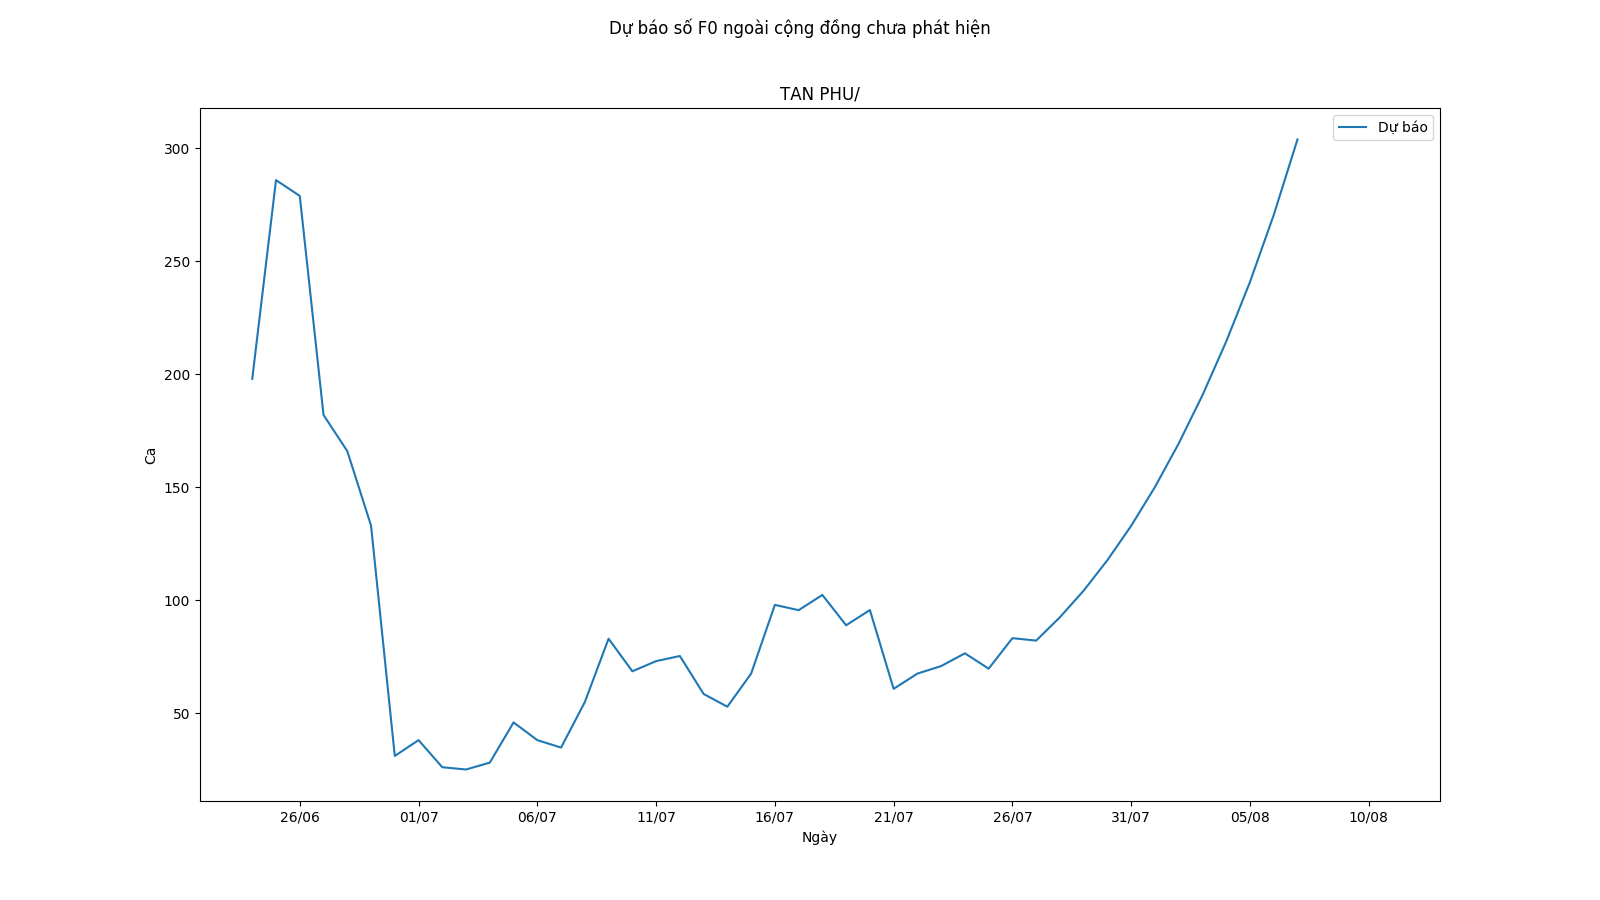 Dự báo số F0 ngoài cộng đồng chưa phát hiện
TAN PHU/
Dự báo
300
250
200
150
100
50
Ca
26/06 01/07 06/07 11/07 16/07 21/07 26/07 31/07 05/08 10/08
Ngày